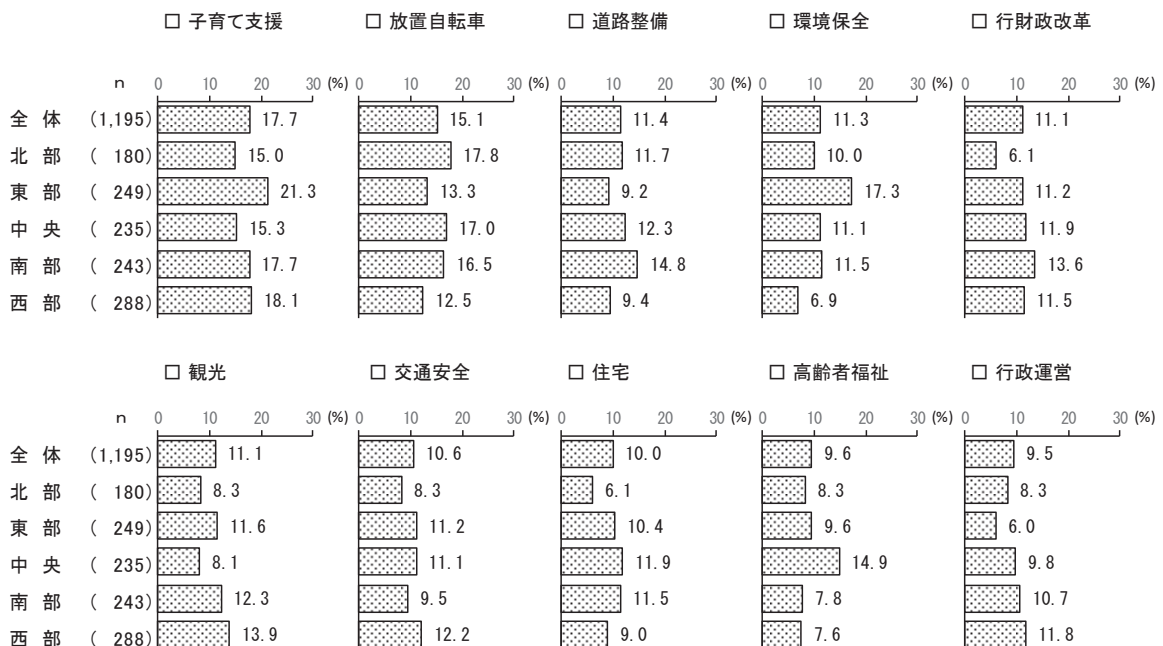 □ 子育て支援 □ 放置自転車 □ 道路整備 □ 環境保全 □ 行財政改革
n 0 10 20 30 (%) 0 10 20 30 (%) 0 10 20 30 (%) 0 10 20 30 (%) 0 10 20 30 (%)
全 体 (1,195) 17.7 15.1 11.4 11.3 11.1
北 部 ( 180) 15.0 17.8 11.7 10.0 6.1
東 部 ( 249) 21.3 13.3 9.2 17.3 11.2
中 央 ( 235) 15.3 17.0 12.3 11.1 11.9
南 部 ( 243) 17.7 16.5 14.8 11.5 13.6
西 部 ( 288) 18.1 12.5 9.4 6.9 11.5
□ 観光 □ 交通安全 □ 住宅 □ 高齢者福祉 □ 行政運営
n 0 10 20 30 (%) 0 10 20 30 (%) 0 10 20 30 (%) 0 10 20 30 (%) 0 10 20 30 (%)
全 体 (1,195) 11.1 10.6 10.0 9.6 9.5
北 部 ( 180) 8.3 8.3 6.1 8.3 8.3
東 部 ( 249) 11.6 11.2 10.4 9.6 6.0
中 央 ( 235) 8.1 11.1 11.9 14.9 9.8
南 部 ( 243) 12.3 9.5 11.5 7.8 10.7
西 部 ( 288) 13.9 12.2 9.0 7.6 11.8